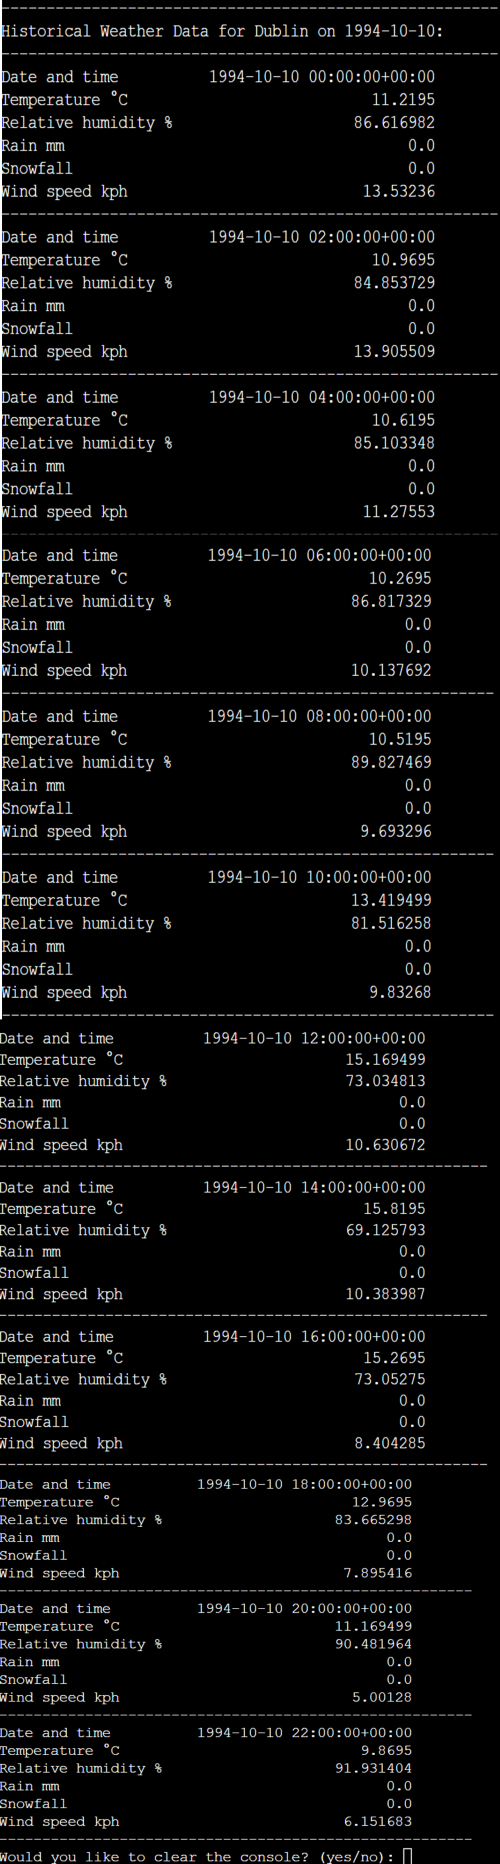 Historical Weather Data for Dublin on 1994-10-10:
Date and time 1994-10-10 00:00:00+00:00
Temperature °C 11.2195
Relative humidity % 86.616982
Rain mm 0.0
Snowfall 0.0
Wind speed kph 13.53236
Date and time 1994-10-10 02:00:00+00:00
Temperature °C 10.9695
Relative humidity % 84.853729
Rain mm 0.0
Snowfall 0.0
Wind speed kph 13.905509
Date and time 1994-10-10 04:00:00+00:00
Temperature °C 10.6195
Relative humidity % 85.103348
Rain mm 0.0
Snowfall 0.0
Wind speed kph 11.27553
Date and time 1994-10-10 06:00:00+00:00
Temperature °C 10.2695
Relative humidity % 86.817329
Rain mm 0.0
Snowfall 0.0
Wind speed kph 10.137692
Date and time 1994-10-10 08:00:00+00:00
Temperature °C 10.5195
Relative humidity % 89.827469
Rain mm 0.0
Snowfall 0.0
Wind speed kph 9.693296
Date and time 1994-10-10 10:00:00+00:00
Temperature °C 13.419499
Relative humidity % 81.516258
Rain mm 0.0
Snowfall 0.0
Wind speed kph 9.83268
Date and time 1994-10-10 12:00:00+00:00
Temperature °C 15.169499
Relative humidity % 73.034813
Rain mm 0.0
Snowfall 0.0
Wind speed kph 10.630672
Date and time 1994-10-10 14:00:00+00:00
Temperature °C 15.8195
Relative humidity % 69.125793
Rain mm 0.0
Snowfall 0.0
Wind speed kph 10.383987
Date and time 1994-10-10 16:00:00+00:00
Temperature °C 15.2695
Relative humidity % 73.05275
Rain mm 0.0
Snowfall 0.0
Wind speed kph 8.404285
Date and time 1994-10-10 18:00:00+00:00
Temperature °C 12.9695
Relative humidity % 83.665298
Rain mm 0.0
Snowfall 0.0
Wind speed kph 7.895416
Date and time 1994-10-10 20:00:00+00:00
Temperature °C 11.169499
Relative humidity % 90.481964
Rain mm 0.0
Snowfall 0.0
Wind speed kph 5.00128
Date and time 1994-10-10 22:00:00+00:00
Temperature °C 9.8695
Relative humidity % 91.931404
Rain mm 0.0
Snowfall 0.0
Wind speed kph 6.151683
Would you like to clear the console? (yes/no):